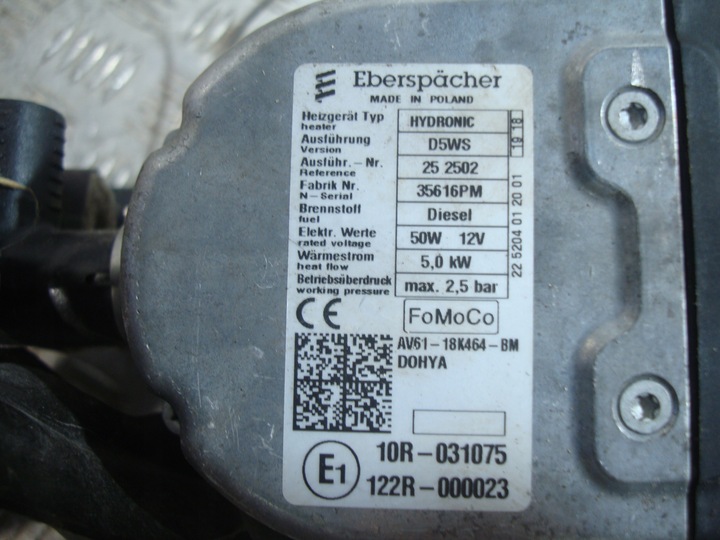 Eberspächer
MADE IN POLAND
Heizgerät Typ HYDRONIC
heater
Ausführung D5WS
Version
Ausführ.-Nr. 25 2502
Reference
Fabrik Nr. 35616PM
N-Serial
Brennstoff Diesel
fuel
Elektr. Werte 50W 12V
rated voltage
Wärmestrom 5,0 kW
heat flow
Betriebsüberdruck max. 2,5 bar
working pressure
19 18
22 5204 01 20 01
CE FoMoCo
AV61-18K464-BM
DOHYA
E1
10R-031075
122R-000023